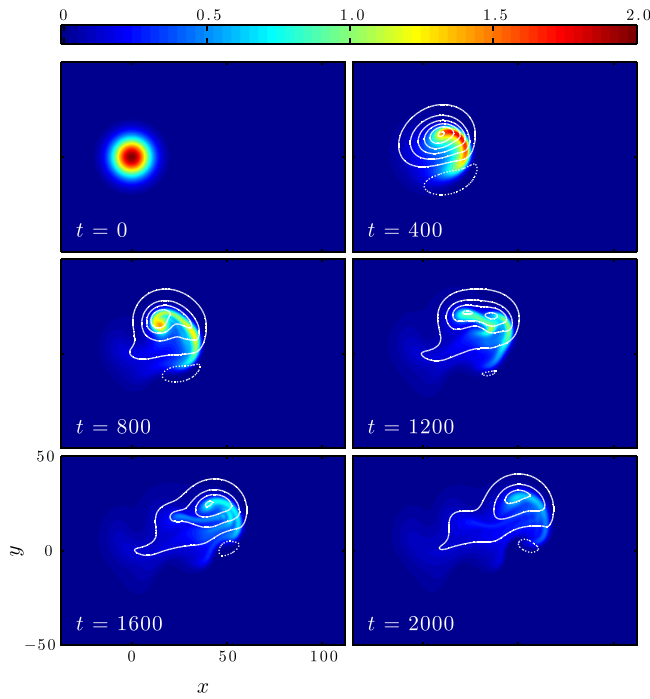 0 0.5 1.0 1.5 2.0
t = 0 t = 400
t = 800 t = 1200
50
y 0
t = 1600 t = 2000
−50
0 50 100
x